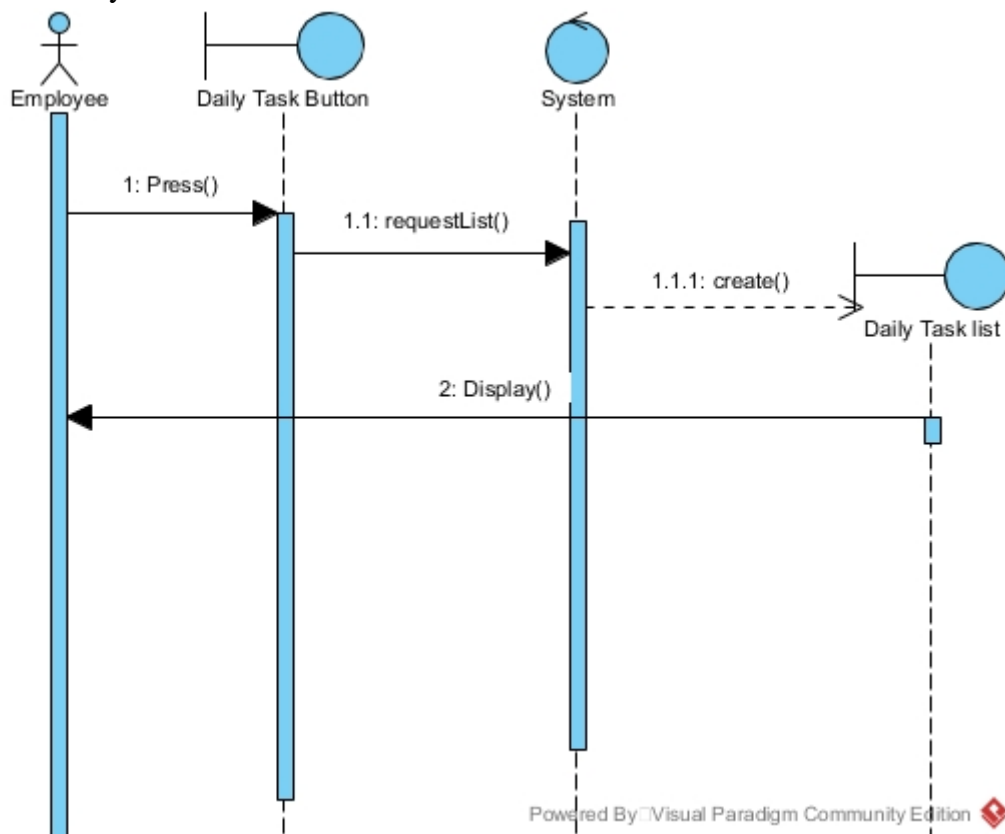 Employee
Daily Task Button
System
1: Press()
1.1: requestList()
1.1.1: create()
Daily Task list
2: Display()
Powered By Visual Paradigm Community Edition